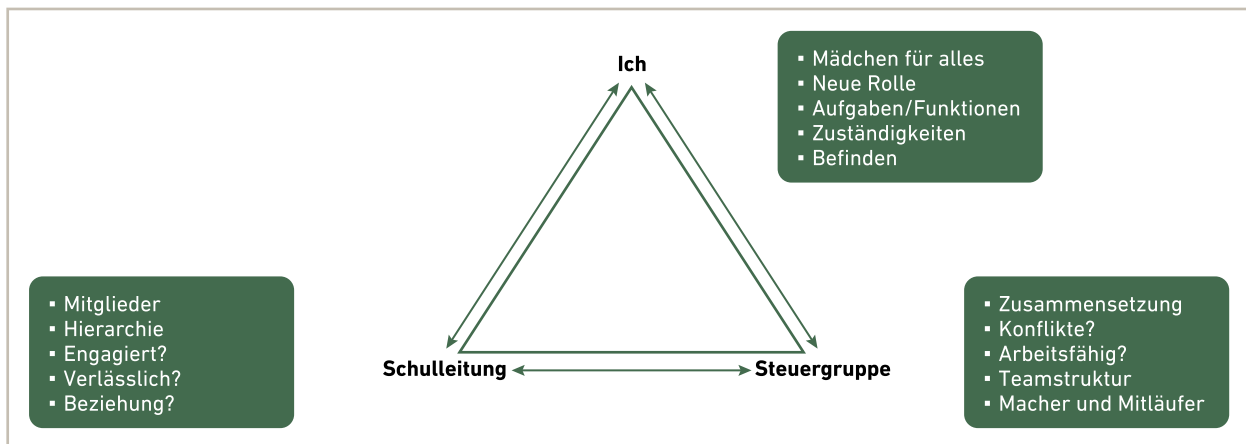 Ich
▪ Mädchen für alles
▪ Neue Rolle
▪ Aufgaben/Funktionen
▪ Zuständigkeiten
▪ Befinden
▪ Mitglieder
▪ Hierarchie
▪ Engagiert?
▪ Verlässlich?
▪ Beziehung?
Schulleitung
Steuergruppe
▪ Zusammensetzung
▪ Konflikte?
▪ Arbeitsfähig?
▪ Teamstruktur
▪ Macher und Mitläufer